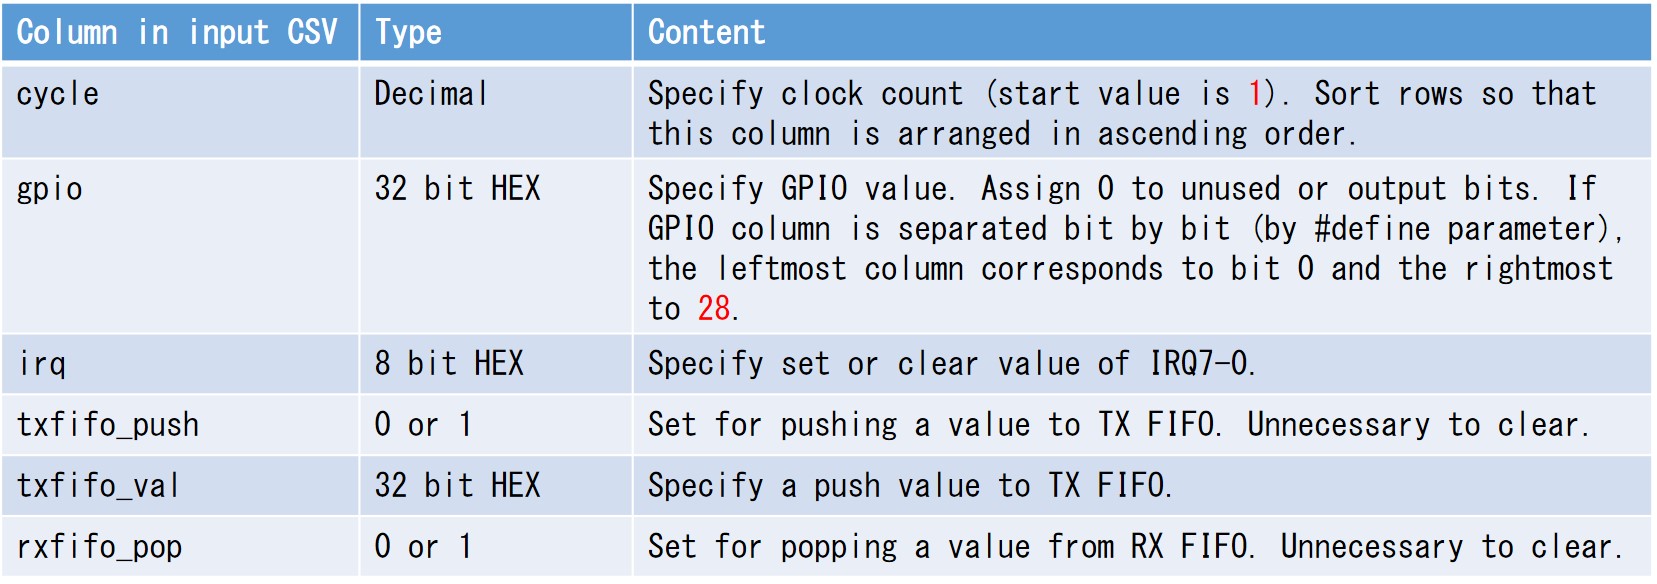 Column in input CSV Type Content
cycle Decimal Specify clock count (start value is 1). Sort rows so that
this column is arranged in ascending order.
gpio 32 bit HEX Specify GPIO value. Assign 0 to unused or output bits. If
GPIO column is separated bit by bit (by #define parameter),
the leftmost column corresponds to bit 0 and the rightmost
to 28.
irq 8 bit HEX Specify set or clear value of IRQ7-0.
txfifo_push 0 or 1 Set for pushing a value to TX FIFO. Unnecessary to clear.
txfifo_val 32 bit HEX Specify a push value to TX FIFO.
rxfifo_pop 0 or 1 Set for popping a value from RX FIFO. Unnecessary to clear.